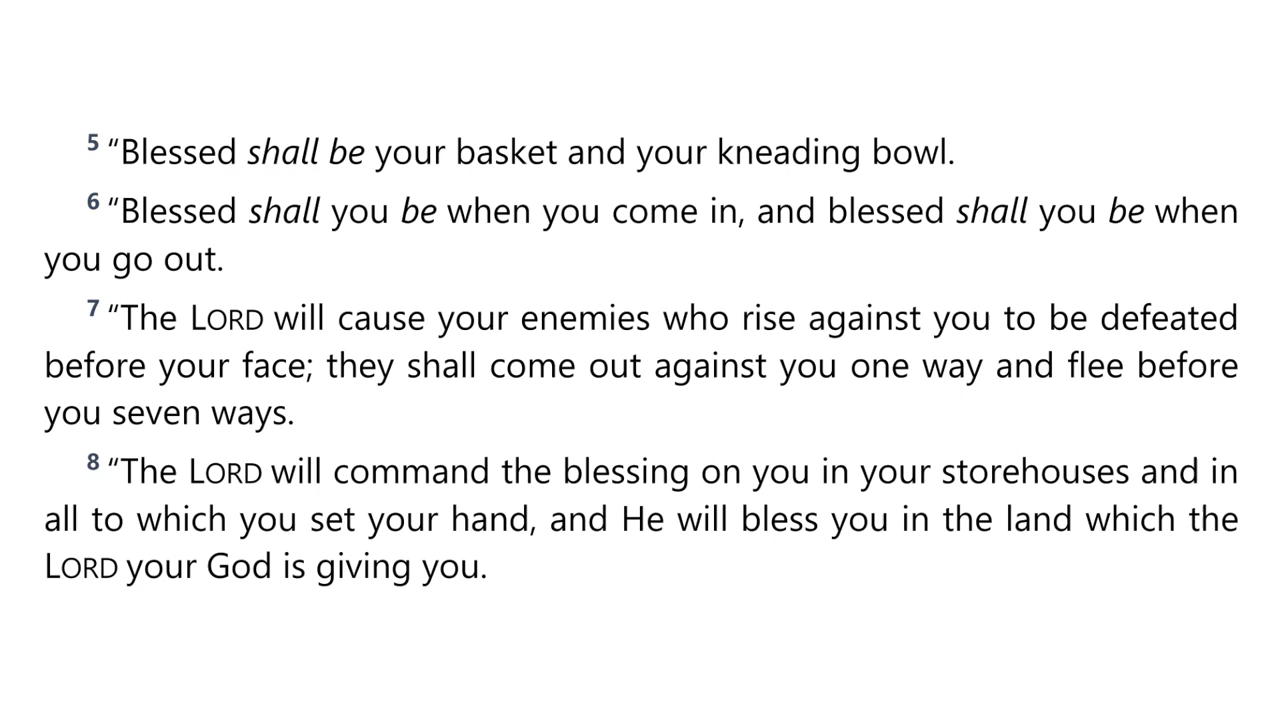 5 “Blessed shall be your basket and your kneading bowl.
6 “Blessed shall you be when you come in, and blessed shall you be when
you go out.
7 “The LORD will cause your enemies who rise against you to be defeated
before your face; they shall come out against you one way and flee before
you seven ways.
8 “The LORD will command the blessing on you in your storehouses and in
all to which you set your hand, and He will bless you in the land which the
LORD your God is giving you.